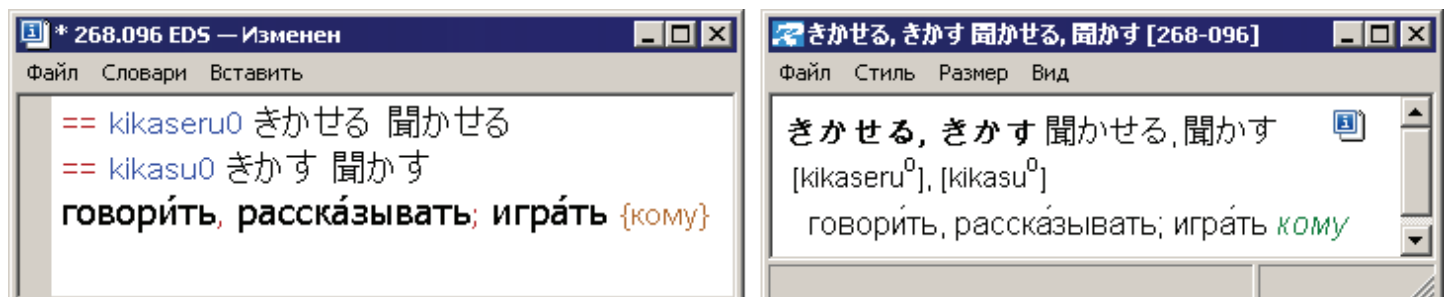 * 268.096 EDS — Изменен
Файл Словари Вставить
== kikaseru0 きかせる 聞かせる
== kikasu0 きかす 聞かす
говори́ть, расска́зывать; игра́ть {кому}
きかせる, きかす 聞かせる, 聞かす [268-096]
Файл Стиль Размер Вид
きかせる, きかす 聞かせる, 聞かす
[kikaseru⁰], [kikasu⁰]
говори́ть, расска́зывать; игра́ть кому